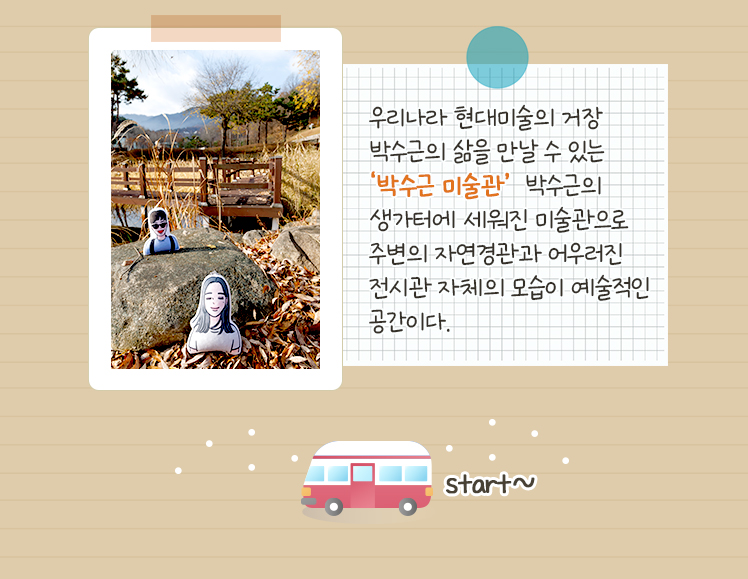 우리나라 현대미술의 거장
박수근의 삶을 만날 수 있는
‘박수근 미술관’ 박수근의
생가터에 세워진 미술관으로
주변의 자연경관과 어우러진
전시관 자체의 모습이 예술적인
공간이다.
start~